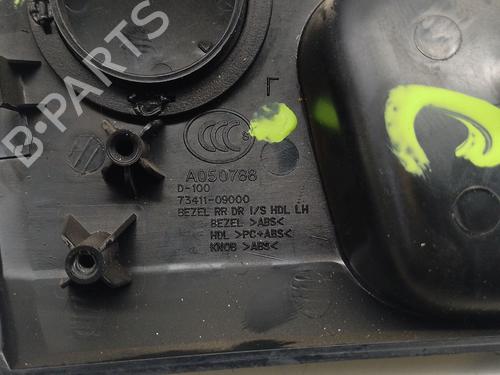 B-PARTS
CCC S
A050788
D-100
73411-09000
BEZEL RR DR I/S HDL LH
BEZEL >ABS<
HDL >PC+ABS<
KNOB >ABS<